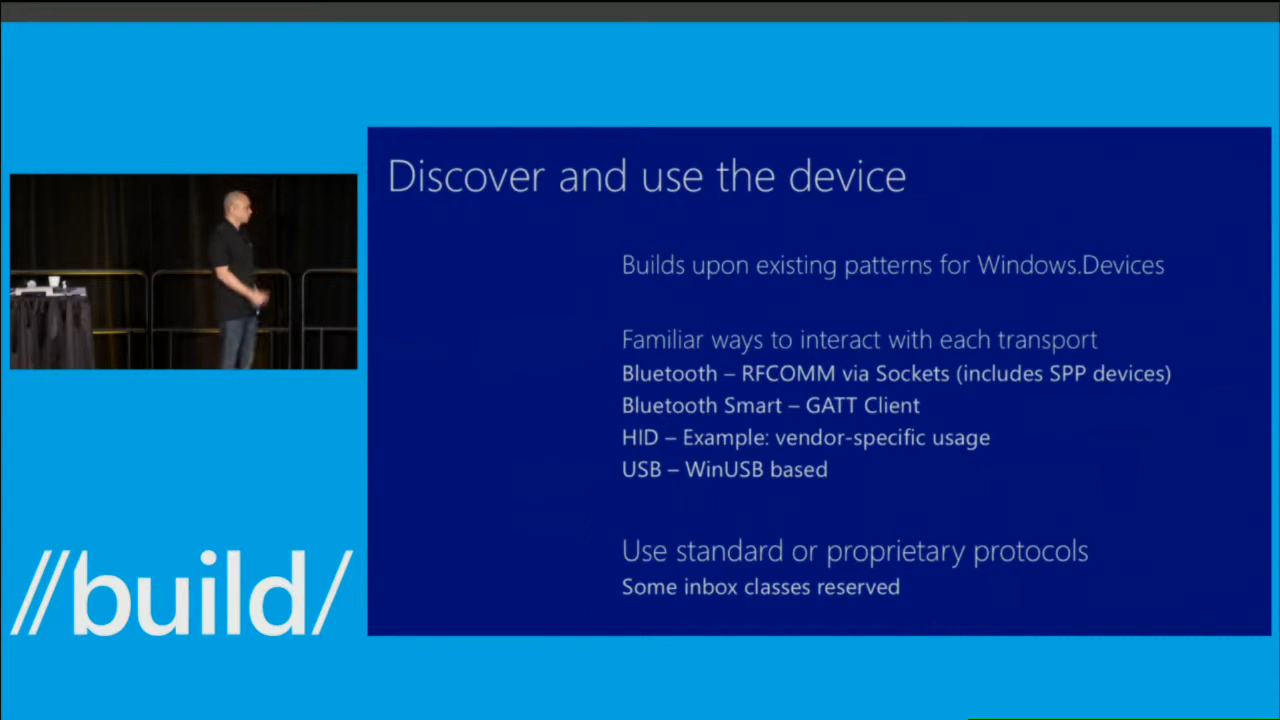 Discover and use the device
Builds upon existing patterns for Windows.Devices
Familiar ways to interact with each transport
Bluetooth – RFCOMM via Sockets (includes SPP devices)
Bluetooth Smart – GATT Client
HID – Example: vendor-specific usage
USB – WinUSB based
Use standard or proprietary protocols
Some inbox classes reserved
//build/